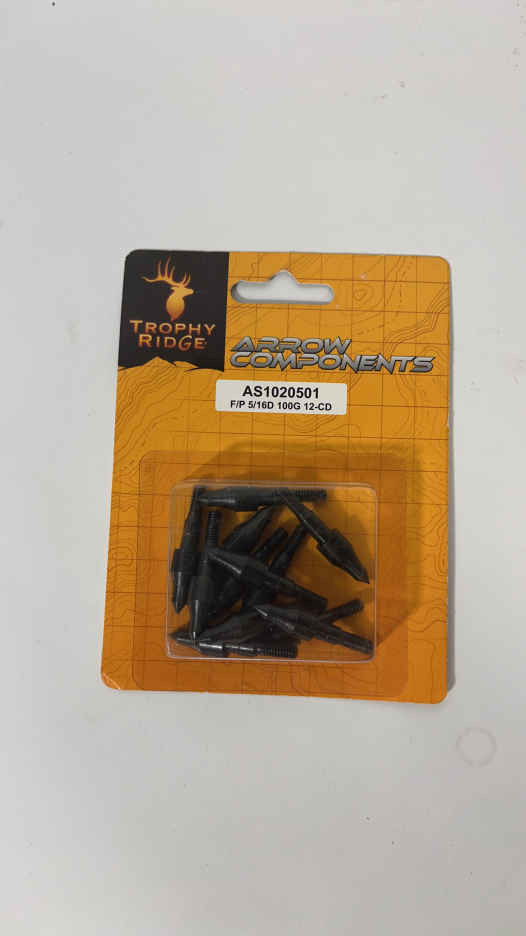 TROPHY
RIDGE
ARROW
COMPONENTS
AS1020501
F/P 5/16D 100G 12-CD